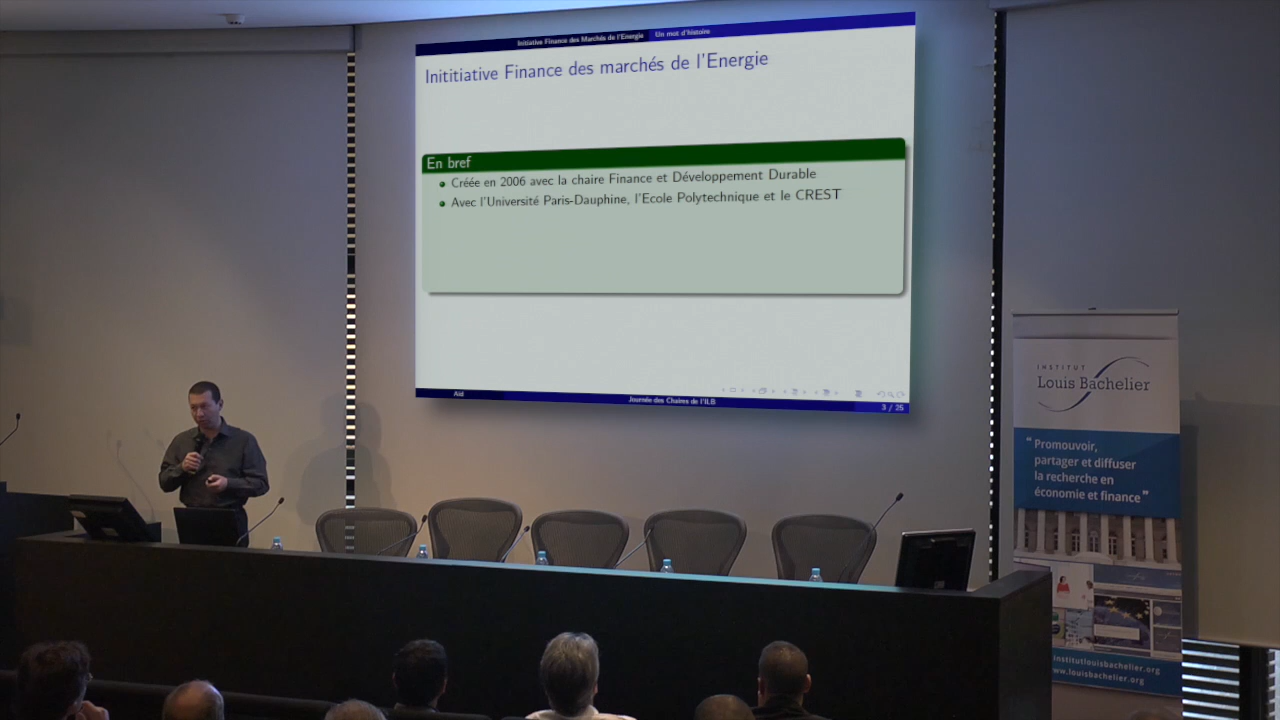 Initiative Finance des Marchés de l'Energie Un mot d'histoire
Inititiative Finance des marchés de l'Energie
En bref
Créée en 2006 avec la chaire Finance et Développement Durable
Avec l'Université Paris-Dauphine, l'Ecole Polytechnique et le CREST
Aïd Journée des Chaires de l'ILB 3 / 25
INSTITUT
Louis Bachelier
“ Promouvoir,
partager et diffuser
la recherche en
économie et finance ”
institutlouisbachelier.org
www.louisbachelier.org